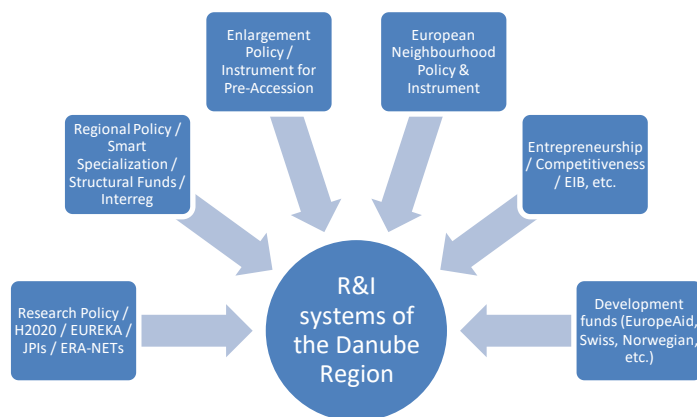 Enlargement
Policy /
Instrument for
Pre-Accession
European
Neighbourhood
Policy &
Instrument
Regional Policy /
Smart
Specialization /
Structural Funds /
Interreg
Entrepreneurship
/ Competitiveness
/ EIB, etc.
Research Policy /
H2020 / EUREKA /
JPIs / ERA-NETs
R&I
systems of
the Danube
Region
Development
funds (EuropeAid,
Swiss, Norwegian,
etc.)